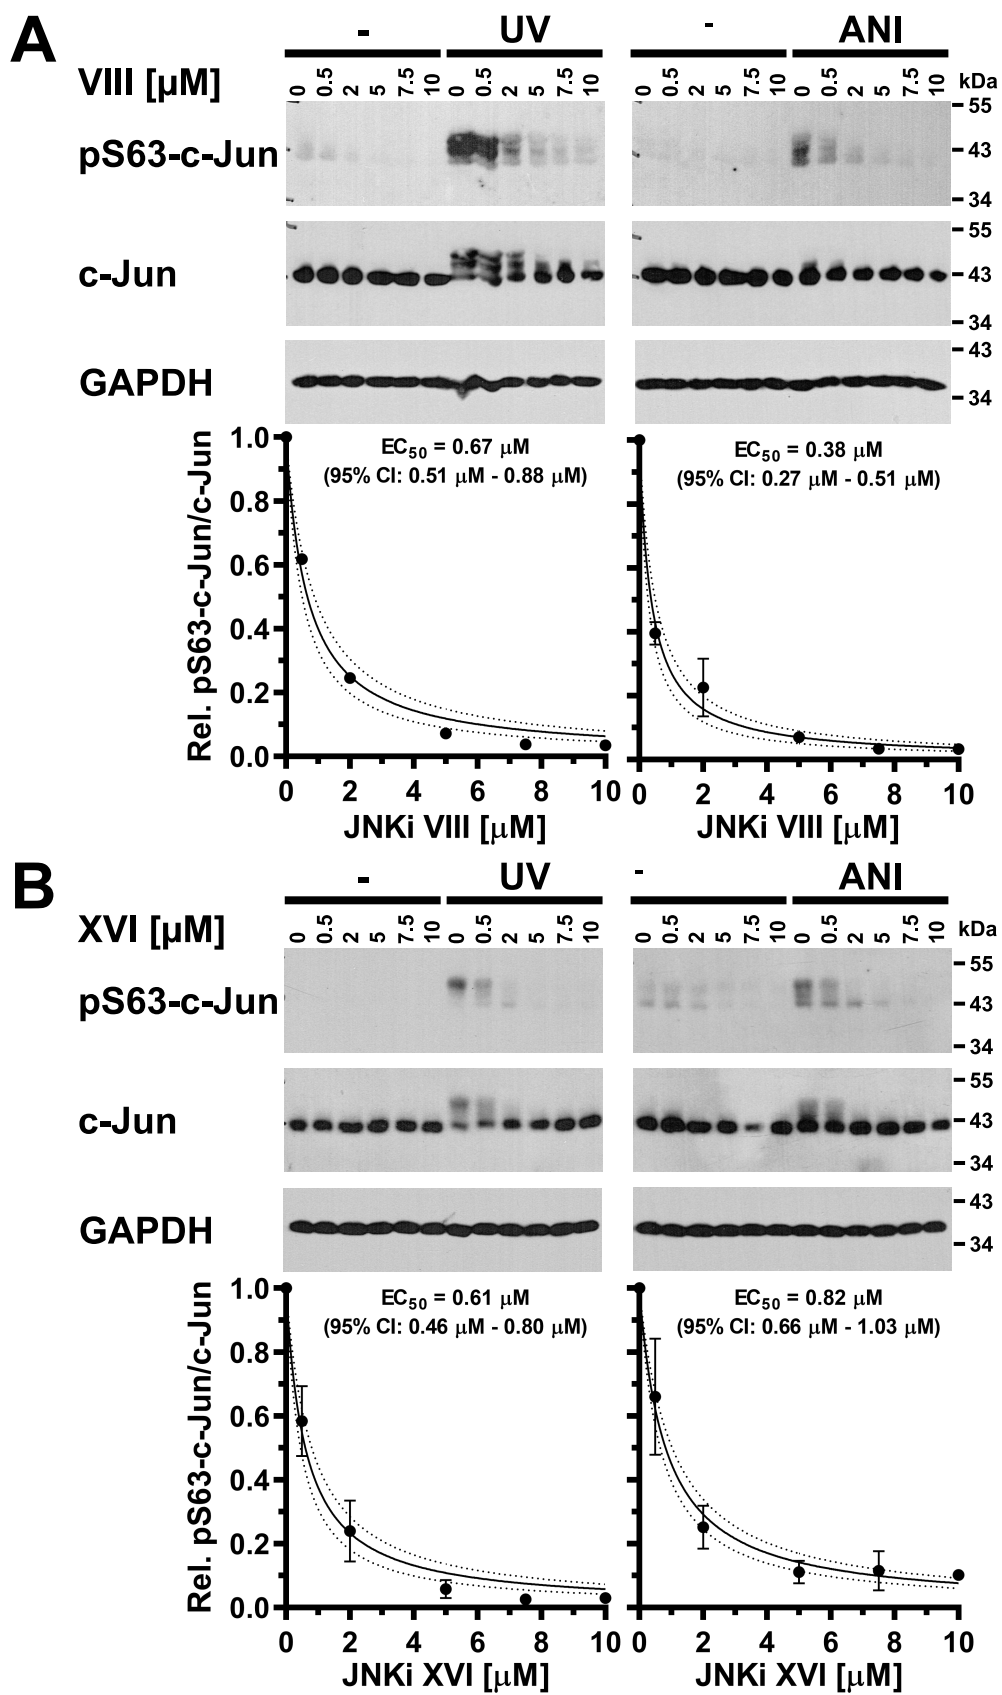 A
- UV - ANI
VIII [µM] 0 0.5 2 5 7.5 10 0 0.5 2 5 7.5 10 0 0.5 2 5 7.5 10 0 0.5 2 5 7.5 10 kDa
55
pS63-c-Jun 43
34
55
c-Jun 43
34
43
GAPDH 34
Rel. pS63-c-Jun/c-Jun
1.0
0.8
0.6
0.4
0.2
0.0
EC50 = 0.67 µM
(95% CI: 0.51 µM - 0.88 µM)
0 2 4 6 8 10
JNKi VIII [µM]
EC50 = 0.38 µM
(95% CI: 0.27 µM - 0.51 µM)
0 2 4 6 8 10
JNKi VIII [µM]
B
- UV - ANI
XVI [µM] 0 0.5 2 5 7.5 10 0 0.5 2 5 7.5 10 0 0.5 2 5 7.5 10 0 0.5 2 5 7.5 10 kDa
55
pS63-c-Jun 43
34
55
c-Jun 43
34
43
GAPDH 34
Rel. pS63-c-Jun/c-Jun
1.0
0.8
0.6
0.4
0.2
0.0
EC50 = 0.61 µM
(95% CI: 0.46 µM - 0.80 µM)
0 2 4 6 8 10
JNKi XVI [µM]
EC50 = 0.82 µM
(95% CI: 0.66 µM - 1.03 µM)
0 2 4 6 8 10
JNKi XVI [µM]